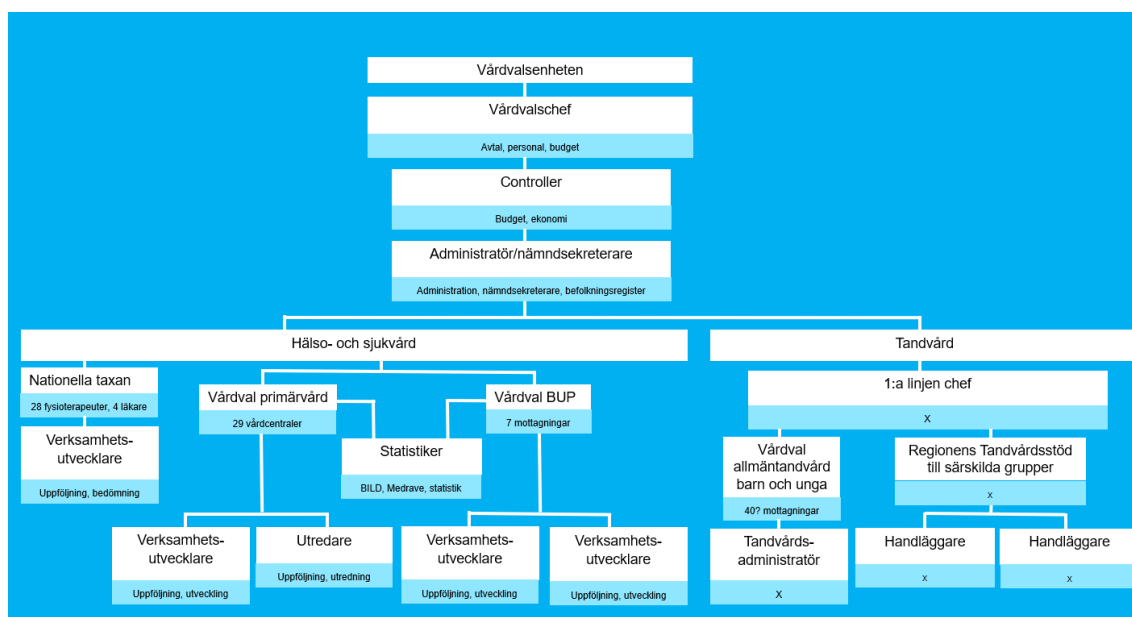 Vårdvalsenheten
Vårdvalschef
Avtal, personal, budget
Controller
Budget, ekonomi
Administratör/nämndsekreterare
Administration, nämndsekreterare, befolkningsregister
Hälso- och sjukvård
Tandvård
Nationella taxan
28 fysioterapeuter, 4 läkare
Verksamhets-
utvecklare
Uppföljning, bedömning
Vårdval primärvård
29 vårdcentraler
Vårdval BUP
7 mottagningar
Statistiker
BILD, Medrave, statistik
Verksamhets-
utvecklare
Uppföljning, utveckling
Utredare
Uppföljning, utredning
Verksamhets-
utvecklare
Uppföljning, utveckling
Verksamhets-
utvecklare
Uppföljning, utveckling
1:a linjen chef
X
Vårdval
allmäntandvård
barn och unga
40? mottagningar
Tandvårds-
administratör
X
Regionens Tandvårdsstöd
till särskilda grupper
x
Handläggare
x
Handläggare
x